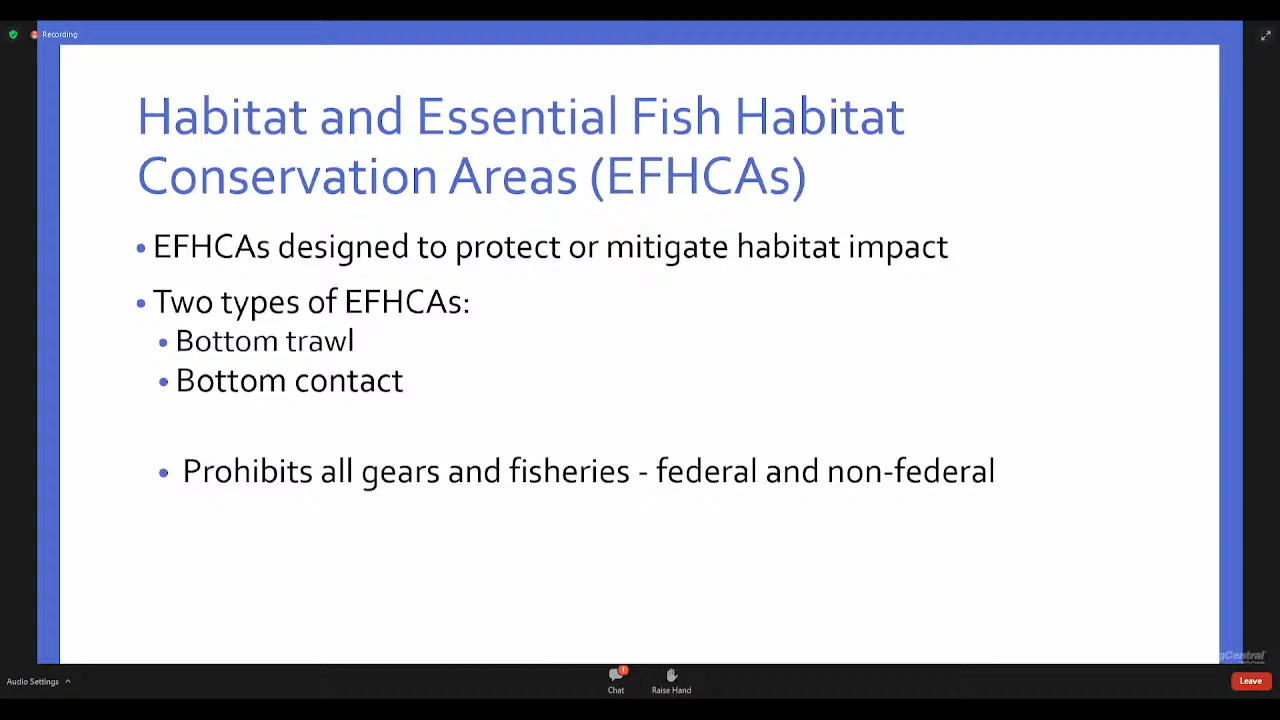 Recording
Habitat and Essential Fish Habitat
Conservation Areas (EFHCAs)
• EFHCAs designed to protect or mitigate habitat impact
• Two types of EFHCAs:
• Bottom trawl
• Bottom contact
• Prohibits all gears and fisheries - federal and non-federal
gCentral
Audio Settings
1
Chat
Raise Hand
Leave